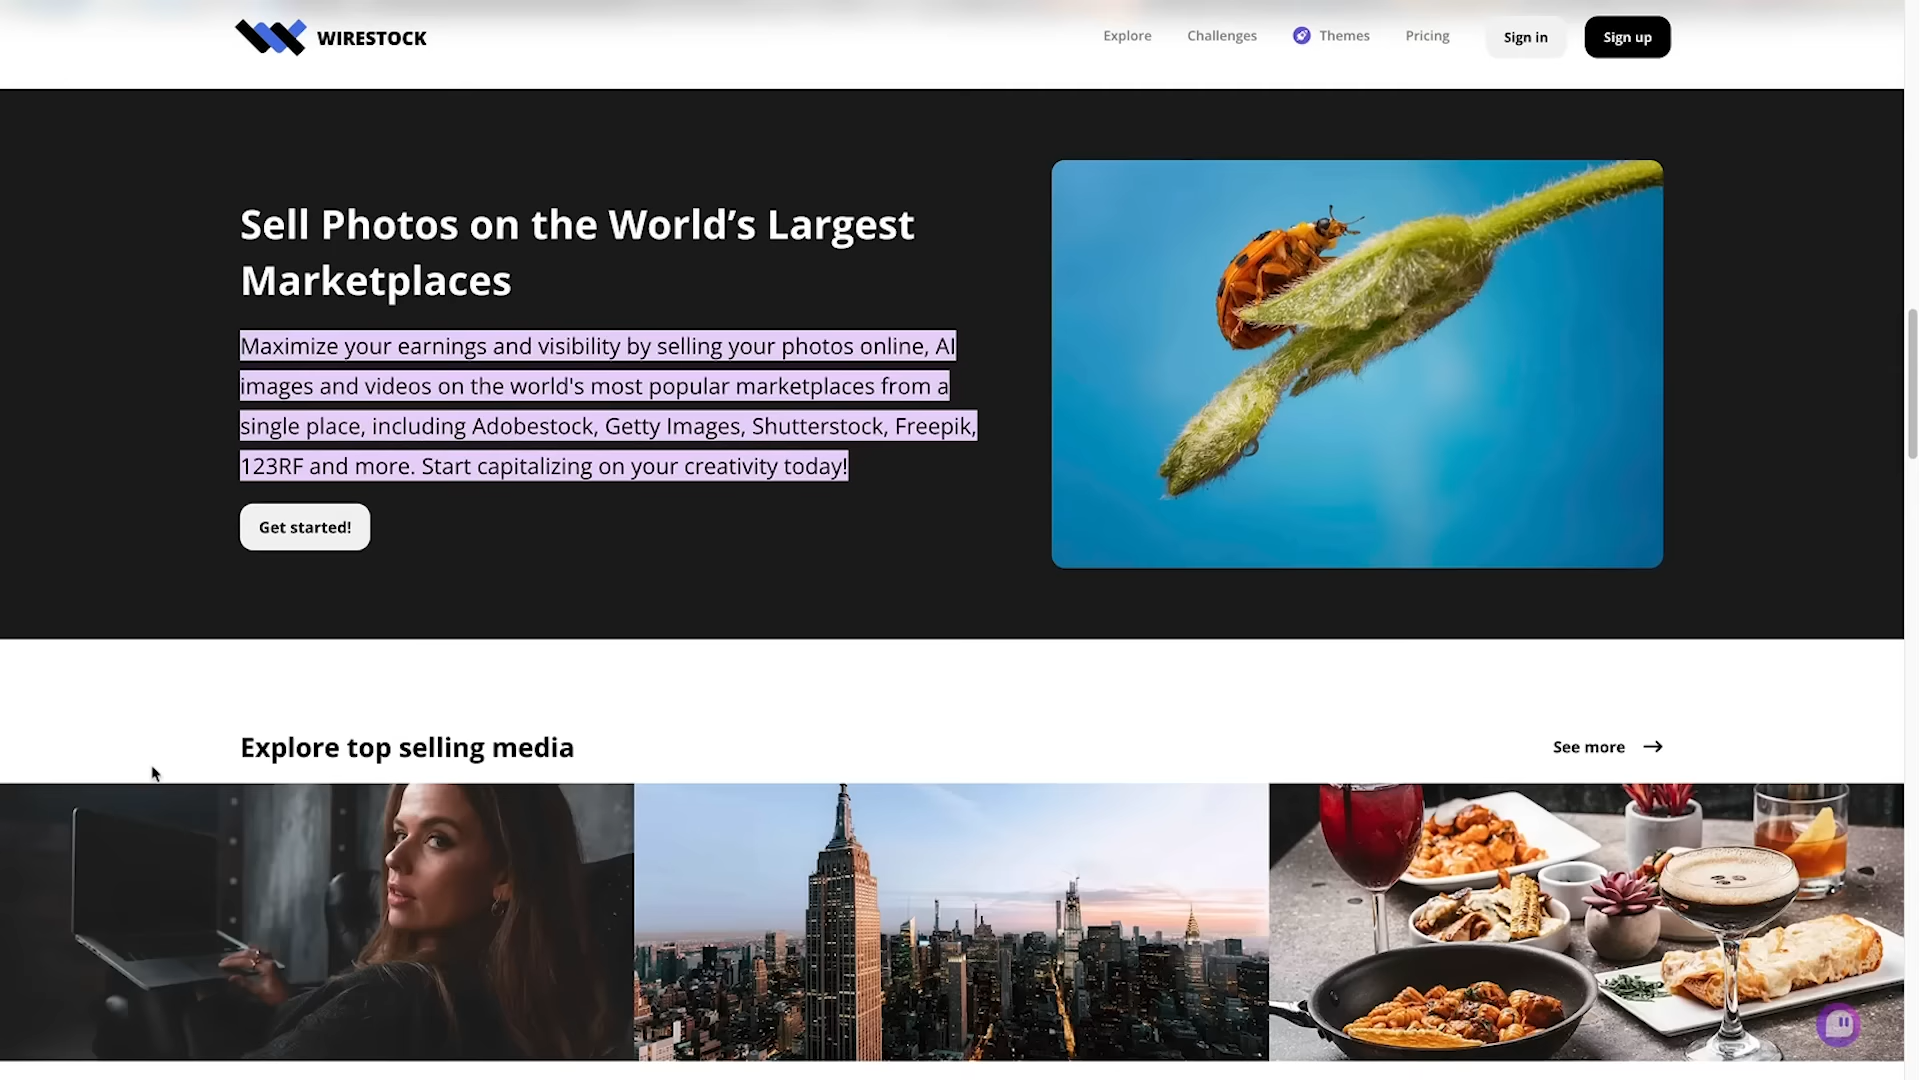 WIRESTOCK
Explore
Challenges
Themes
Pricing
Sign in
Sign up
Sell Photos on the World’s Largest
Marketplaces
Maximize your earnings and visibility by selling your photos online, AI
images and videos on the world's most popular marketplaces from a
single place, including Adobestock, Getty Images, Shutterstock, Freepik,
123RF and more. Start capitalizing on your creativity today!
Get started!
Explore top selling media
See more